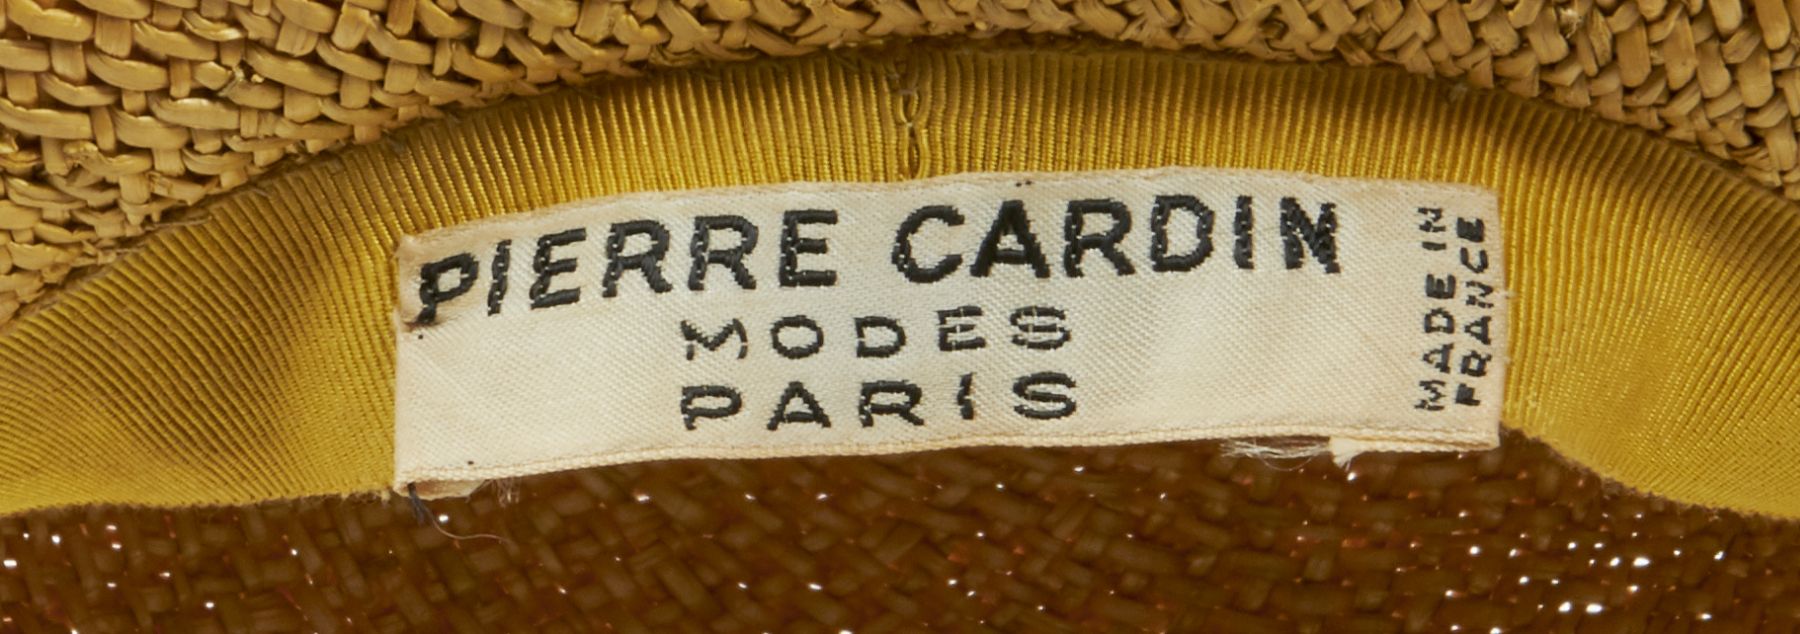 PIERRE CARDIN
MODES
PARIS
MADE IN
FRANCE